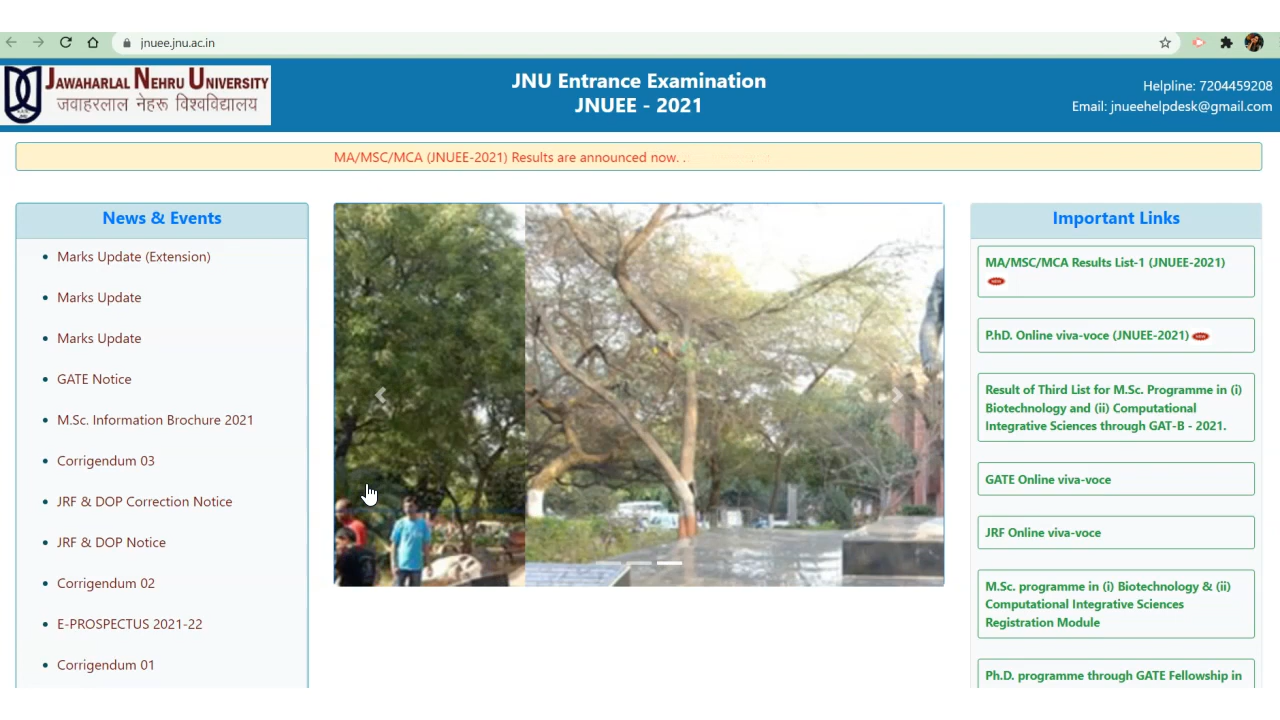 jnuee.jnu.ac.in
JAWAHARLAL NEHRU UNIVERSITY
जवाहरलाल नेहरू विश्वविद्यालय
JNU Entrance Examination
JNUEE - 2021
Helpline: 7204459208
Email: jnueehelpdesk@gmail.com
MA/MSC/MCA (JNUEE-2021) Results are announced now. .
News & Events
Marks Update (Extension)
Marks Update
Marks Update
GATE Notice
M.Sc. Information Brochure 2021
Corrigendum 03
JRF & DOP Correction Notice
JRF & DOP Notice
Corrigendum 02
E-PROSPECTUS 2021-22
Corrigendum 01
Important Links
MA/MSC/MCA Results List-1 (JNUEE-2021)
P.hD. Online viva-voce (JNUEE-2021)
Result of Third List for M.Sc. Programme in (i)
Biotechnology and (ii) Computational
Integrative Sciences through GAT-B - 2021.
GATE Online viva-voce
JRF Online viva-voce
M.Sc. programme in (i) Biotechnology & (ii)
Computational Integrative Sciences
Registration Module
Ph.D. programme through GATE Fellowship in